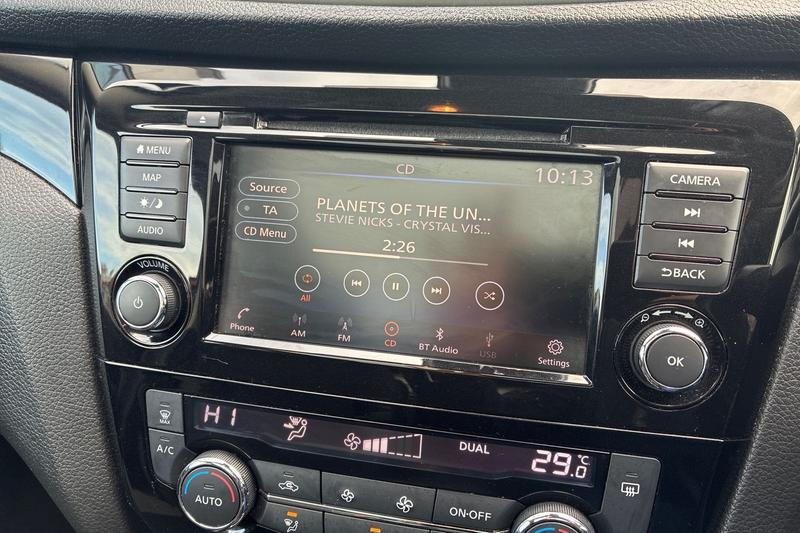 MENU
MAP
AUDIO
VOLUME
CD
10:13
Source
TA
CD Menu
PLANETS OF THE UN...
STEVIE NICKS - CRYSTAL VIS...
2:26
All
Phone
AM
FM
CD
BT Audio
USB
Settings
CAMERA
BACK
OK
MAX
A/C
HI
DUAL
29.0
°C
AUTO
ON·OFF